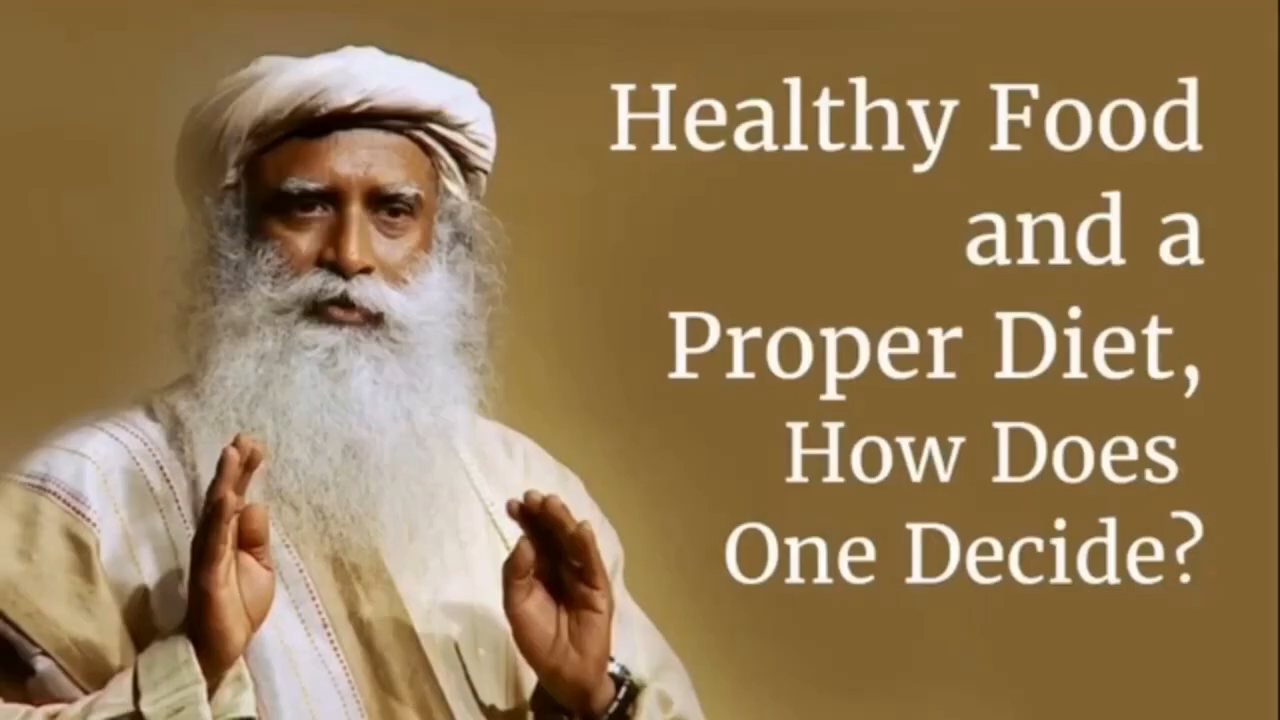 Healthy Food
and a
Proper Diet,
How Does
One Decide?